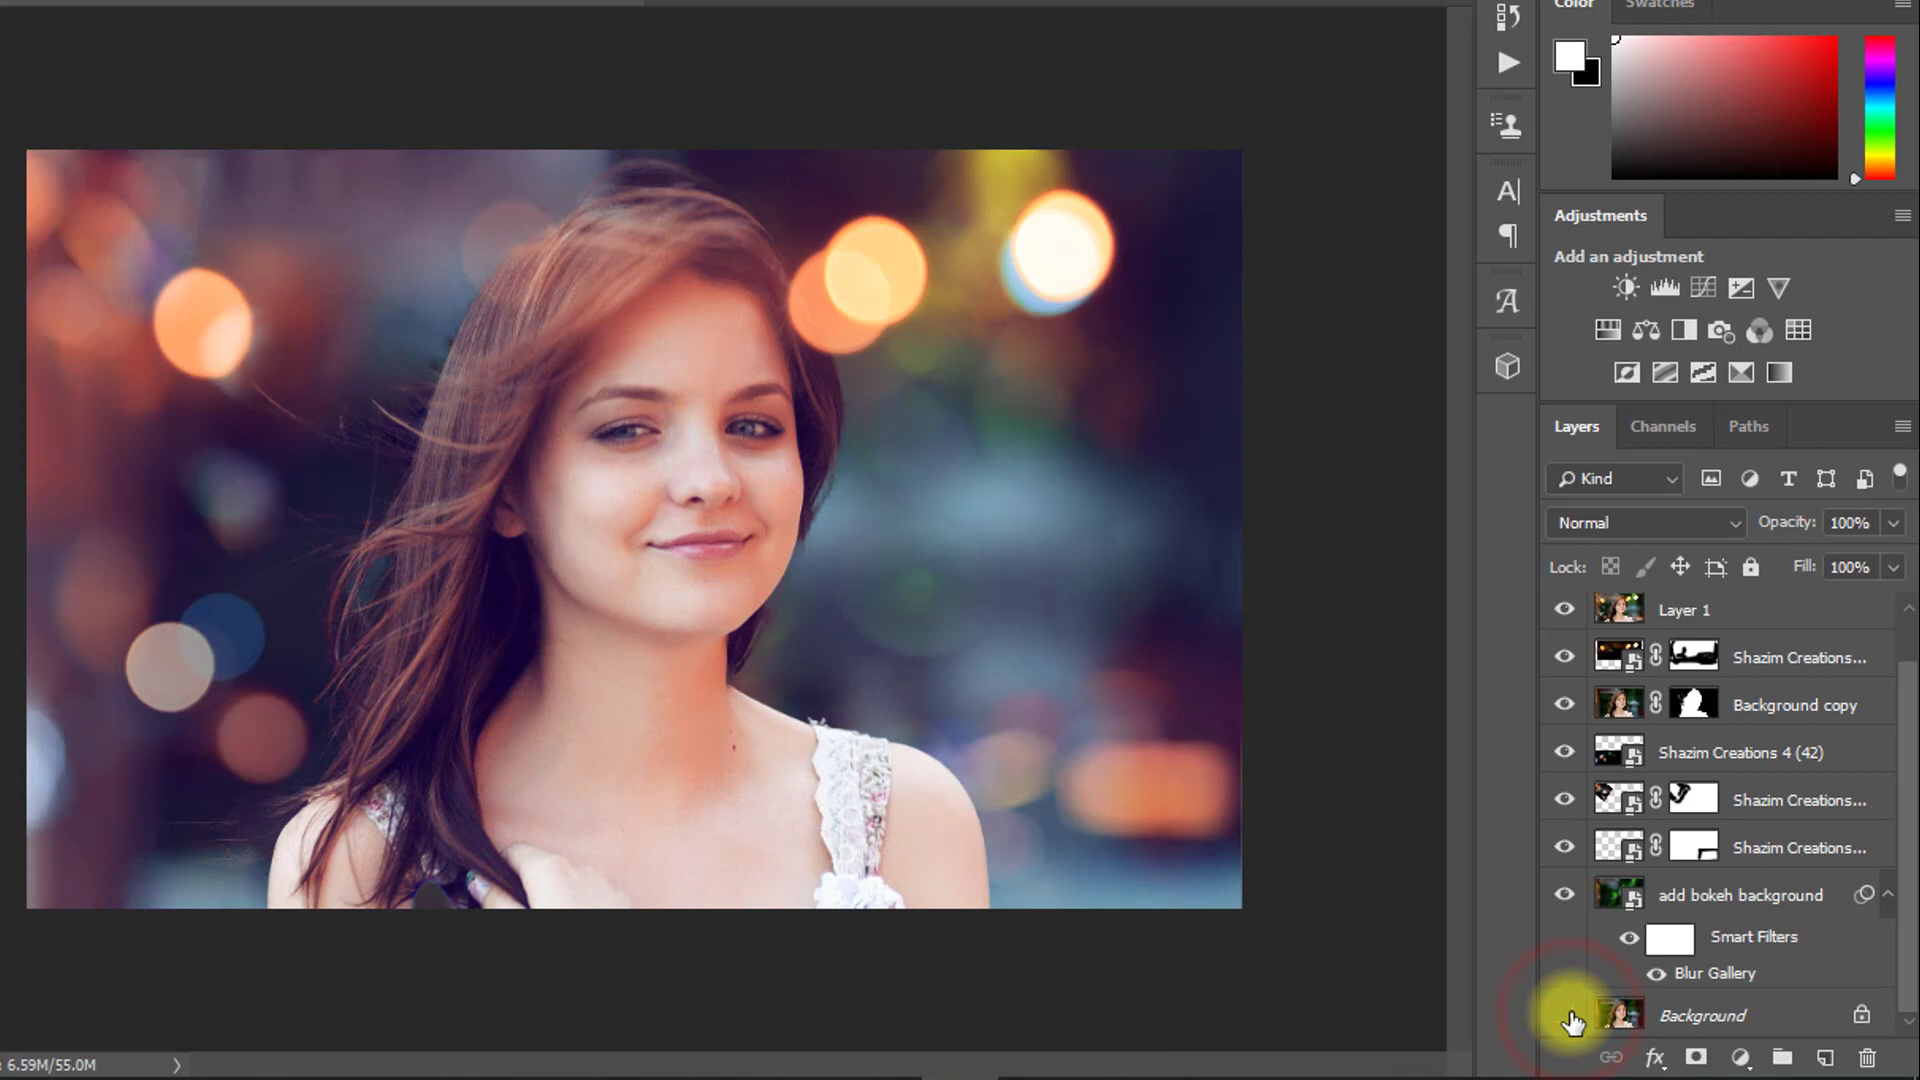 Color
Swatches
Adjustments
Add an adjustment
Layers
Channels
Paths
Kind
Normal
Opacity: 100%
Lock:
Fill: 100%
Layer 1
Shazim Creations...
Background copy
Shazim Creations 4 (42)
Shazim Creations...
Shazim Creations...
add bokeh background
Smart Filters
Blur Gallery
Background
fx
: 6.59M/55.0M